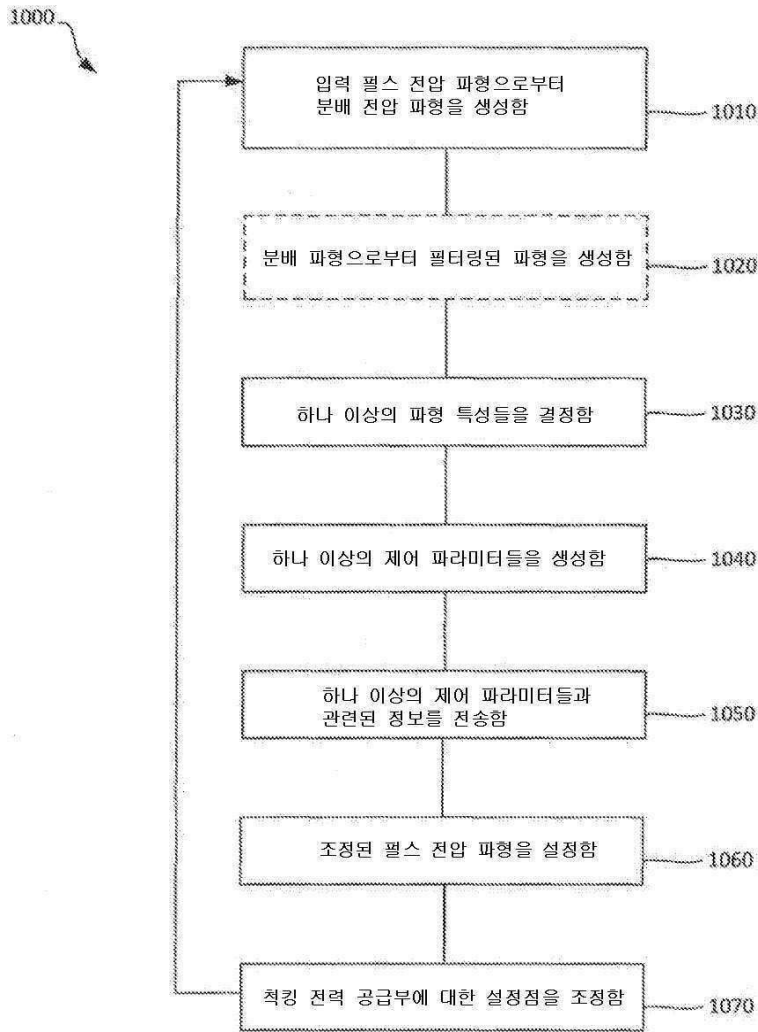 1000
입력 펄스 전압 파형으로부터
분배 전압 파형을 생성함
1010
분배 파형으로부터 필터링된 파형을 생성함
1020
하나 이상의 파형 특성들을 결정함
1030
하나 이상의 제어 파라미터들을 생성함
1040
하나 이상의 제어 파라미터들과
관련된 정보를 전송함
1050
조정된 펄스 전압 파형을 설정함
1060
척킹 전력 공급부에 대한 설정점을 조정함
1070